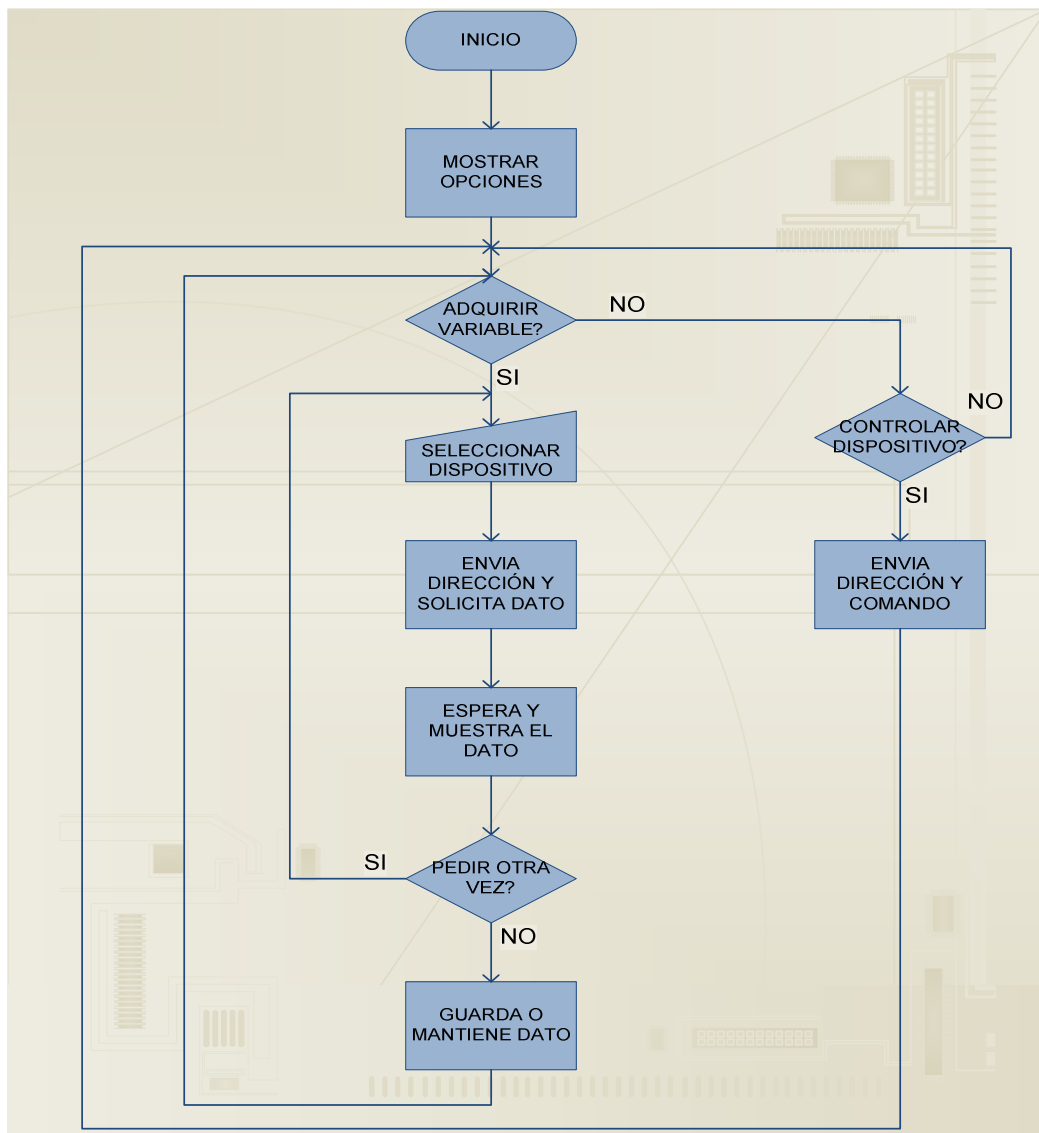 INICIO
MOSTRAR
OPCIONES
ADQUIRIR
VARIABLE?
NO
SI
CONTROLAR
DISPOSITIVO?
NO
SELECCIONAR
DISPOSITIVO
SI
ENVIA
DIRECCIÓN Y
SOLICITA DATO
ENVIA
DIRECCIÓN Y
COMANDO
ESPERA Y
MUESTRA EL
DATO
PEDIR OTRA
VEZ?
SI
NO
GUARDA O
MANTIENE DATO